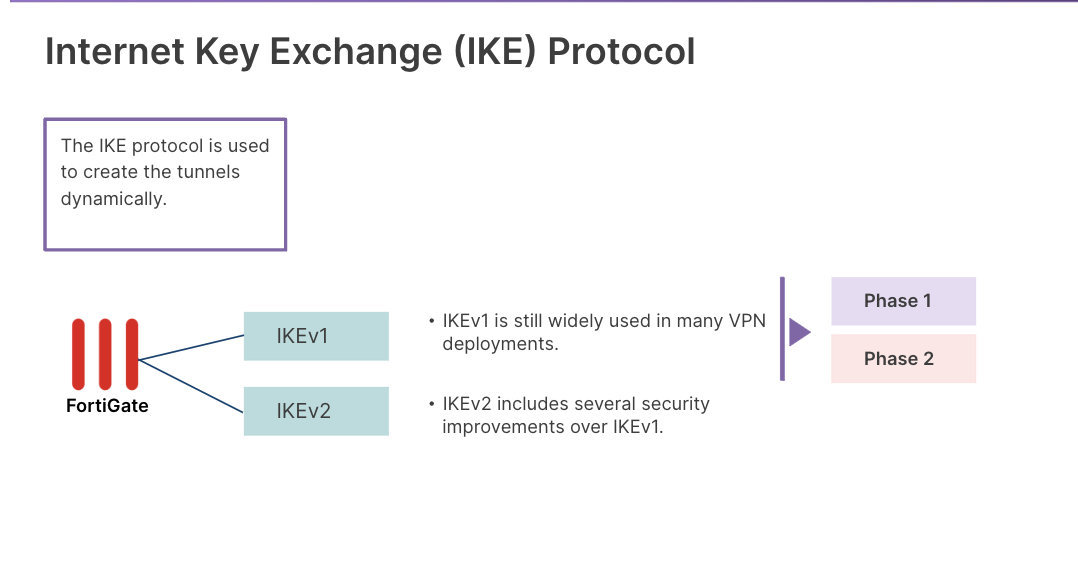 Internet Key Exchange (IKE) Protocol
The IKE protocol is used
to create the tunnels
dynamically.
FortiGate
IKEv1
IKEv2
• IKEv1 is still widely used in many VPN
deployments.
• IKEv2 includes several security
improvements over IKEv1.
Phase 1
Phase 2